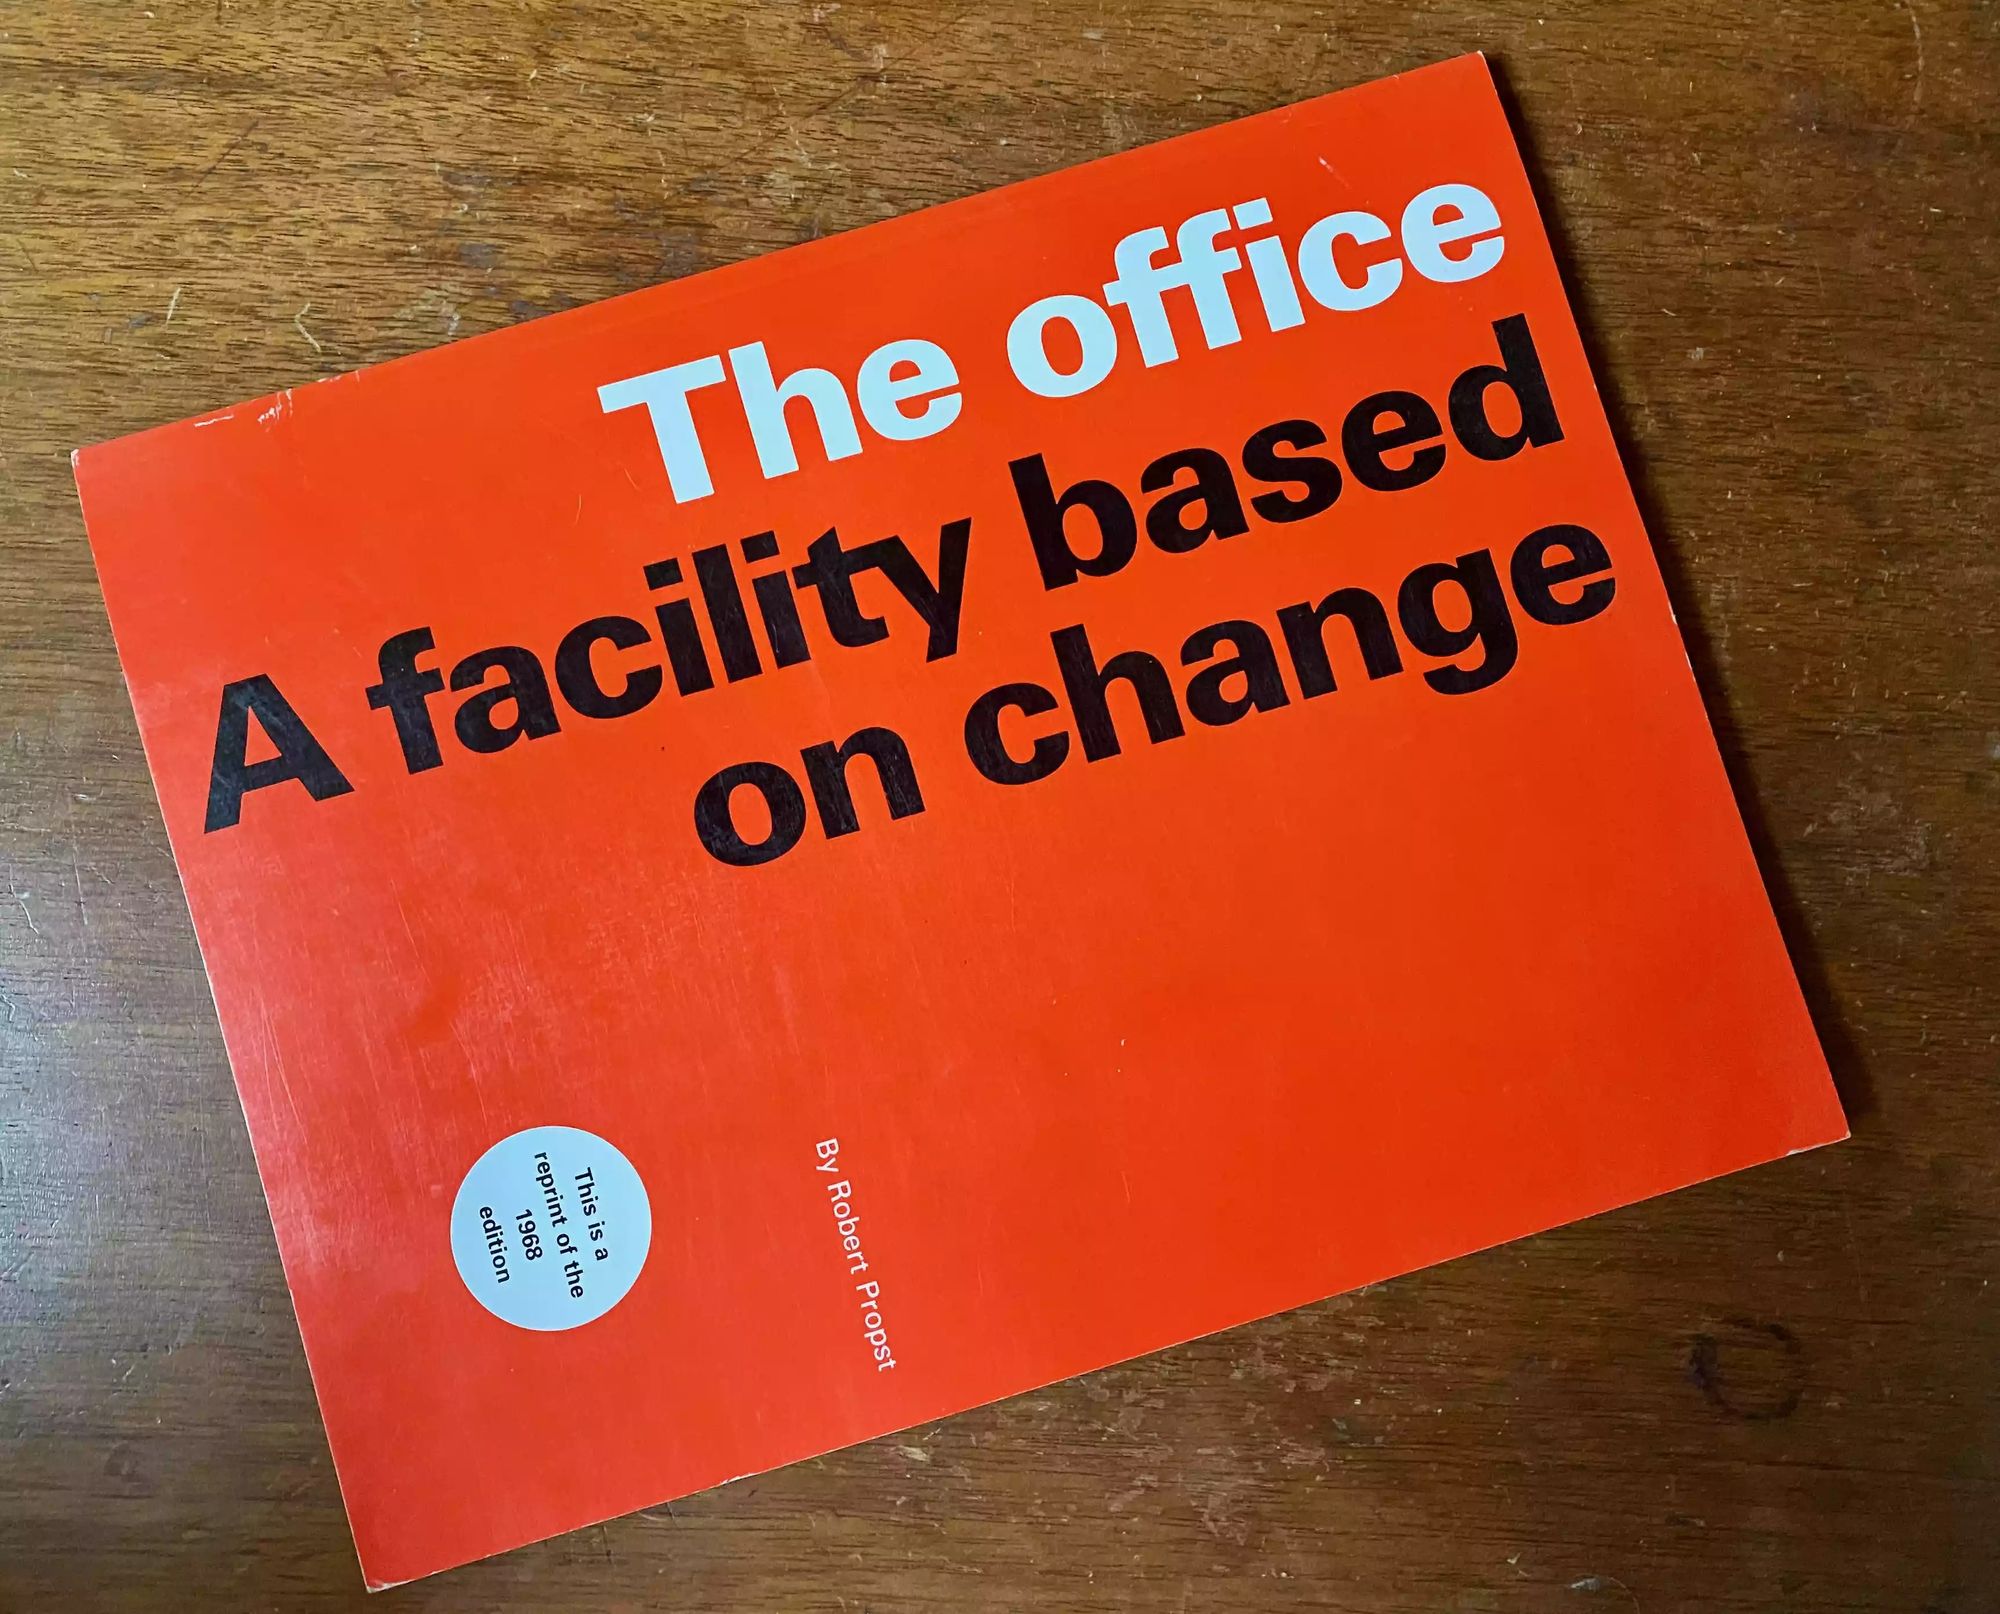 The office
A facility based
on change
By Robert Propst
This is a
reprint of the
1968
edition